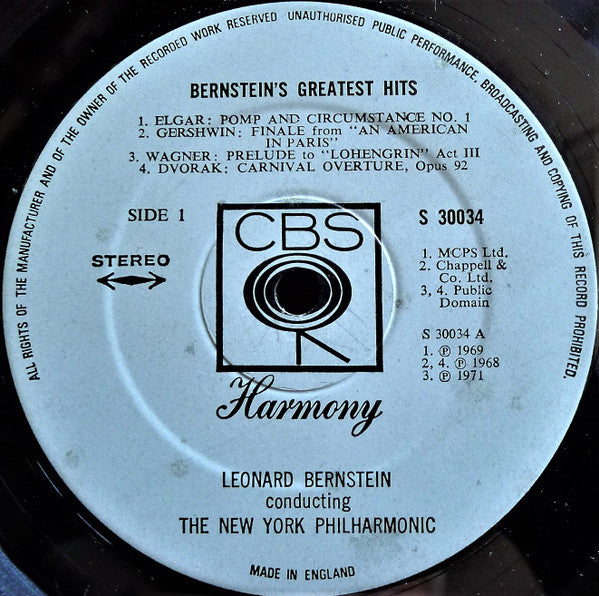 ALL RIGHTS OF THE MANUFACTURER AND OF THE OWNER OF THE RECORDED WORK RESERVED UNAUTHORISED PUBLIC PERFORMANCE, BROADCASTING AND COPYING OF THIS RECORD PROHIBITED.
BERNSTEIN'S GREATEST HITS
1. ELGAR: POMP AND CIRCUMSTANCE NO. 1
2. GERSHWIN: FINALE from "AN AMERICAN
IN PARIS"
3. WAGNER: PRELUDE to "LOHENGRIN" Act III
4. DVORAK: CARNIVAL OVERTURE, Opus 92
SIDE 1
STEREO
CBS
S 30034
1. MCPS Ltd.
2. Chappell &
Co. Ltd.
3, 4. Public
Domain
S 30034 A
1. ℗ 1969
2, 4. ℗ 1968
3. ℗ 1971
Harmony
LEONARD BERNSTEIN
conducting
THE NEW YORK PHILHARMONIC
MADE IN ENGLAND